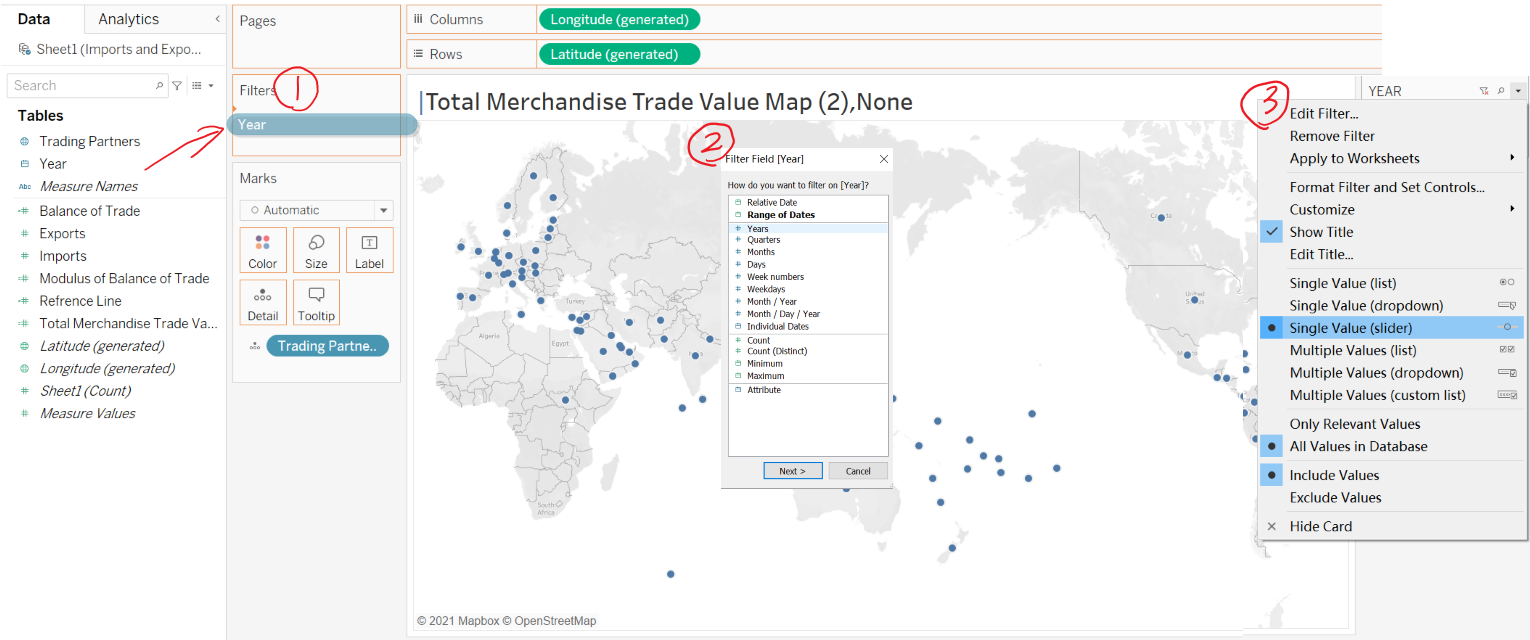 Data
Analytics
Sheet1 (Imports and Expo...
Search
Tables
Trading Partners
Year
Abc Measure Names
Balance of Trade
Exports
Imports
Modulus of Balance of Trade
Refrence Line
Total Merchandise Trade Va...
Latitude (generated)
Longitude (generated)
Sheet1 (Count)
Measure Values
Pages
Filters
1
Year
Marks
Automatic
Color
Size
Label
Detail
Tooltip
Trading Partne..
Columns
Longitude (generated)
Rows
Latitude (generated)
Total Merchandise Trade Value Map (2),None
2
Filter Field [Year]
How do you want to filter on [Year]?
Relative Date
Range of Dates
Years
Quarters
Months
Days
Week numbers
Weekdays
Month / Year
Month / Day / Year
Individual Dates
Count
Count (Distinct)
Minimum
Maximum
Attribute
Next >
Cancel
Turkey
Algeria
Egypt
South
Africa
United
© 2021 Mapbox © OpenStreetMap
3
YEAR
Edit Filter...
Remove Filter
Apply to Worksheets
Format Filter and Set Controls...
Customize
Show Title
Edit Title...
Single Value (list)
Single Value (dropdown)
Single Value (slider)
Multiple Values (list)
Multiple Values (dropdown)
Multiple Values (custom list)
Only Relevant Values
All Values in Database
Include Values
Exclude Values
Hide Card